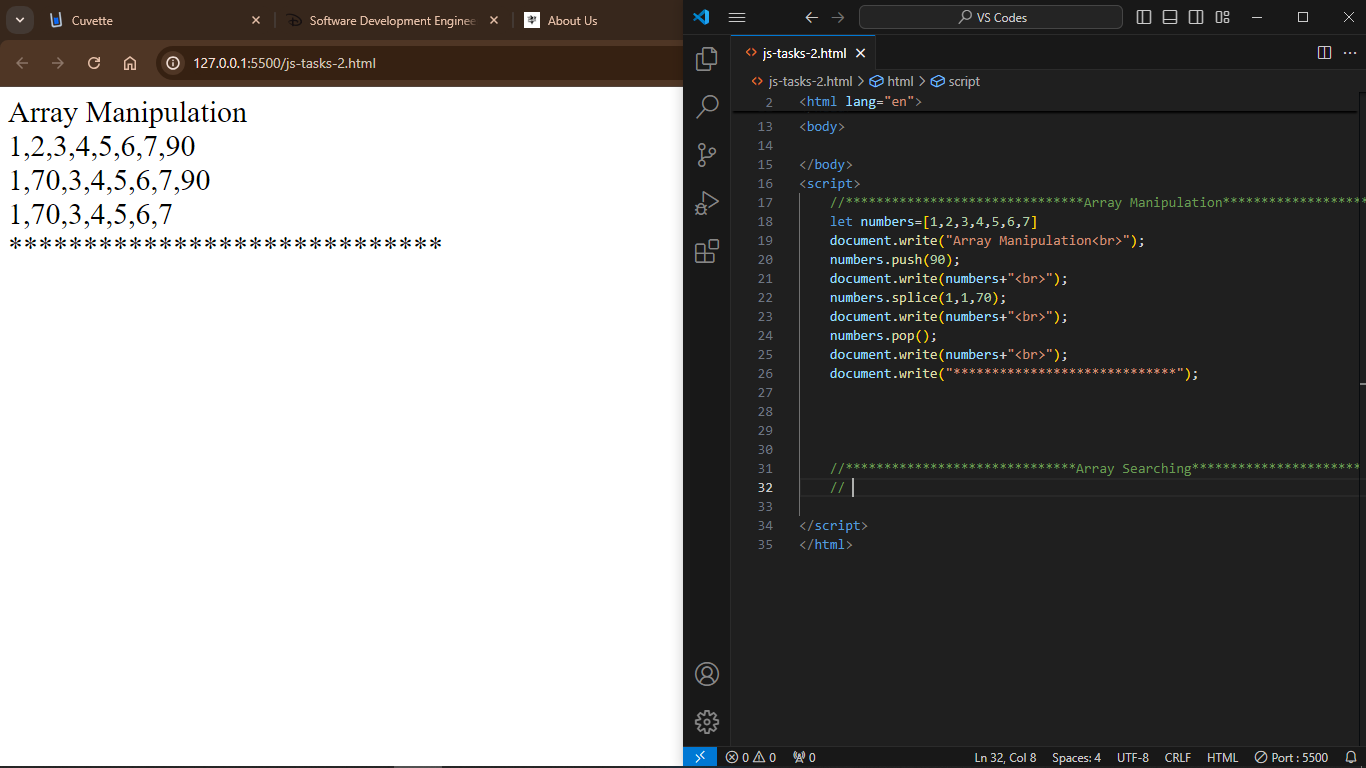 Cuvette
Software Development Enginee
About Us
127.0.0.1:5500/js-tasks-2.html
Array Manipulation
1,2,3,4,5,6,7,90
1,70,3,4,5,6,7,90
1,70,3,4,5,6,7
*****************************
VS Codes
js-tasks-2.html
js-tasks-2.html > html > script
2 <html lang="en">
13 <body>
14
15 </body>
16 <script>
17 //*******************************Array Manipulation*******************
18 let numbers=[1,2,3,4,5,6,7]
19 document.write("Array Manipulation<br>");
20 numbers.push(90);
21 document.write(numbers+"<br>");
22 numbers.splice(1,1,70);
23 document.write(numbers+"<br>");
24 numbers.pop();
25 document.write(numbers+"<br>");
26 document.write("*****************************");
27
28
29
30
31 //******************************Array Searching**********************
32 //
33
34 </script>
35 </html>
0 0 0 Ln 32, Col 8 Spaces: 4 UTF-8 CRLF HTML Port : 5500